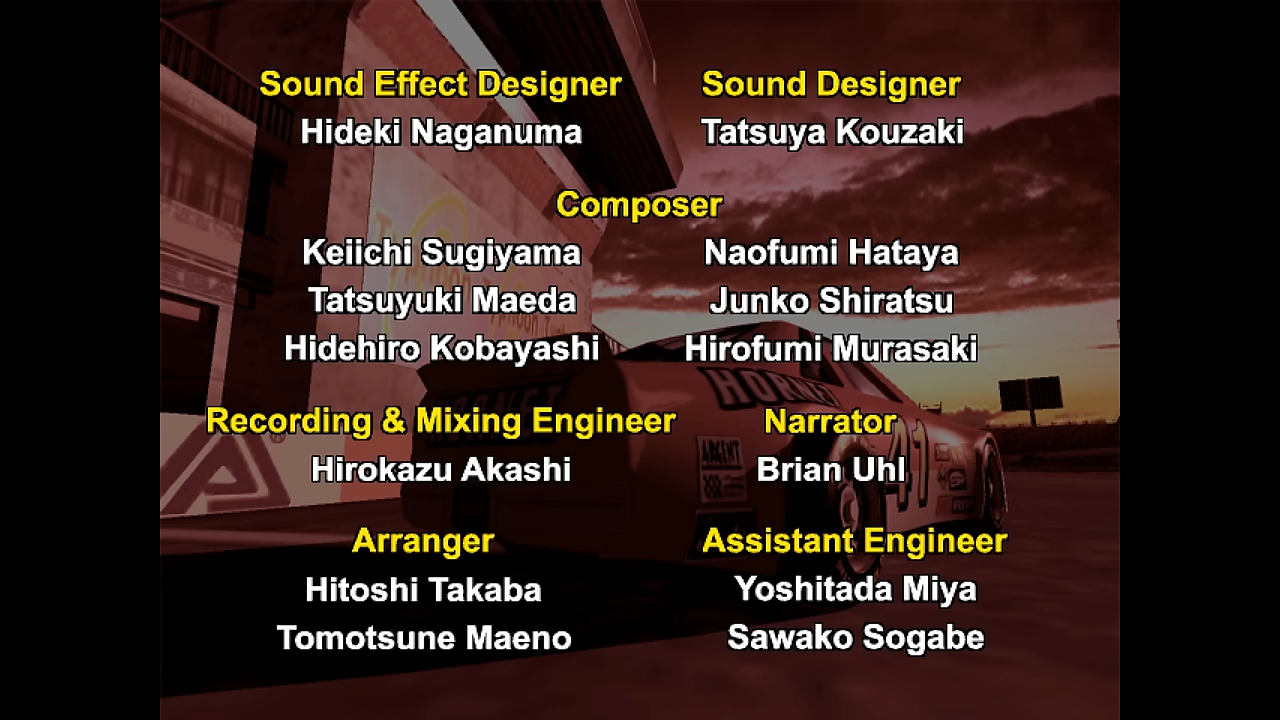 Sound Effect Designer
Hideki Naganuma
Sound Designer
Tatsuya Kouzaki
Composer
Keiichi Sugiyama
Naofumi Hataya
Tatsuyuki Maeda
Junko Shiratsu
Hidehiro Kobayashi
Hirofumi Murasaki
Recording & Mixing Engineer
Hirokazu Akashi
Narrator
Brian Uhl
Arranger
Hitoshi Takaba
Tomotsune Maeno
Assistant Engineer
Yoshitada Miya
Sawako Sogabe
HORNET
41